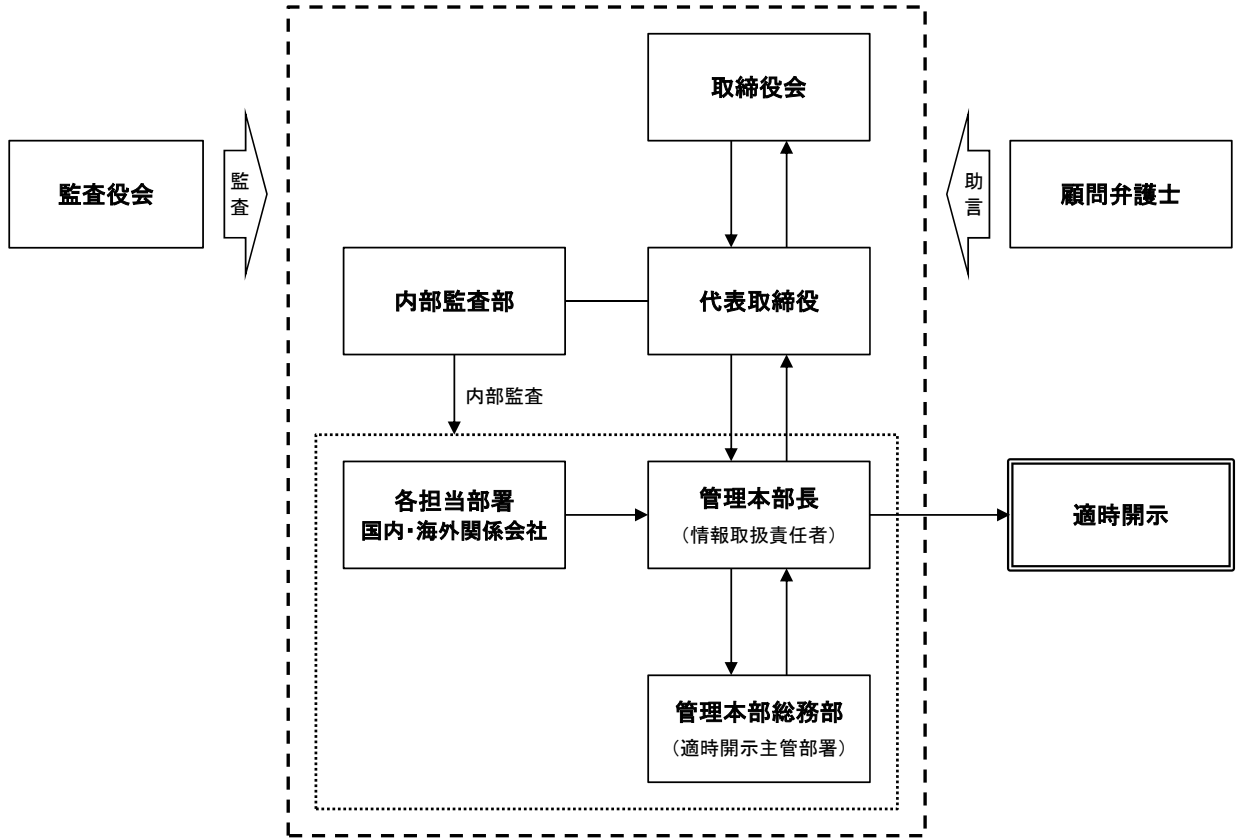 取締役会
監査役会
監査
助言
顧問弁護士
内部監査部
代表取締役
内部監査
各担当部署
国内・海外関係会社
管理本部長
（情報取扱責任者）
適時開示
管理本部総務部
（適時開示主管部署）